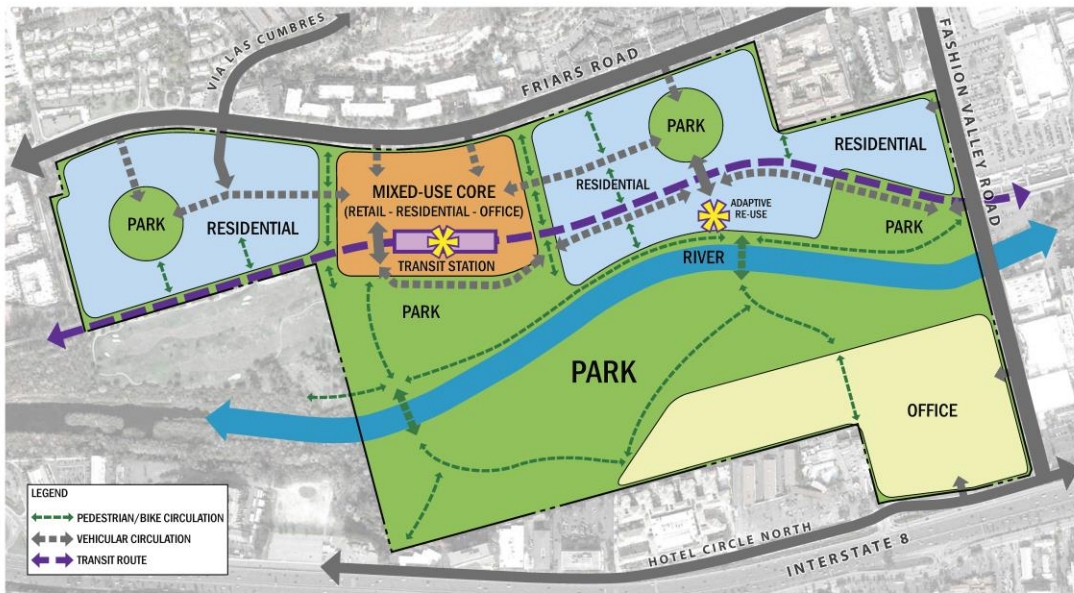 VIA LAS CUMBRES
FRIARS ROAD
FASHION VALLEY ROAD
PARK
RESIDENTIAL
MIXED-USE CORE
(RETAIL - RESIDENTIAL - OFFICE)
RESIDENTIAL
ADAPTIVE
RE-USE
PARK
RESIDENTIAL
PARK
TRANSIT STATION
RIVER
PARK
PARK
OFFICE
LEGEND
PEDESTRIAN/BIKE CIRCULATION
VEHICULAR CIRCULATION
TRANSIT ROUTE
HOTEL CIRCLE NORTH
INTERSTATE 8